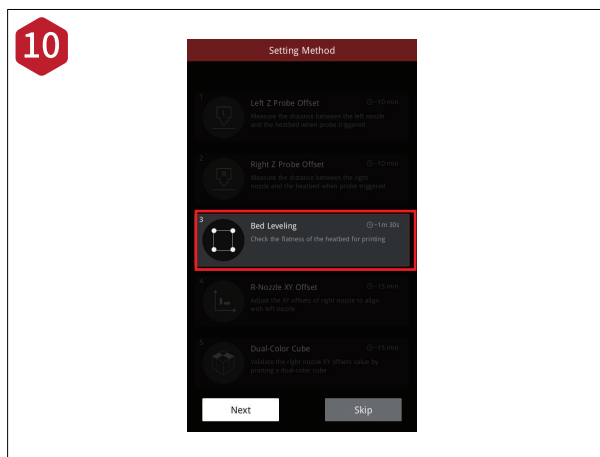 10
Setting Method
1
Left Z Probe Offset
~10 min
Measure the distance between the left nozzle
and the heatbed when probe triggered
2
Right Z Probe Offset
~10 min
Measure the distance between the right
nozzle and the heatbed when probe triggered
3
Bed Leveling
~1m 30s
Check the flatness of the heatbed for printing
4
R-Nozzle XY Offset
~15 min
Adjust the XY offsets of right nozzle to align
with left nozzle
5
Dual-Color Cube
~15 min
Validate the right nozzle XY offsets value by
printing a dual-color cube
Next
Skip